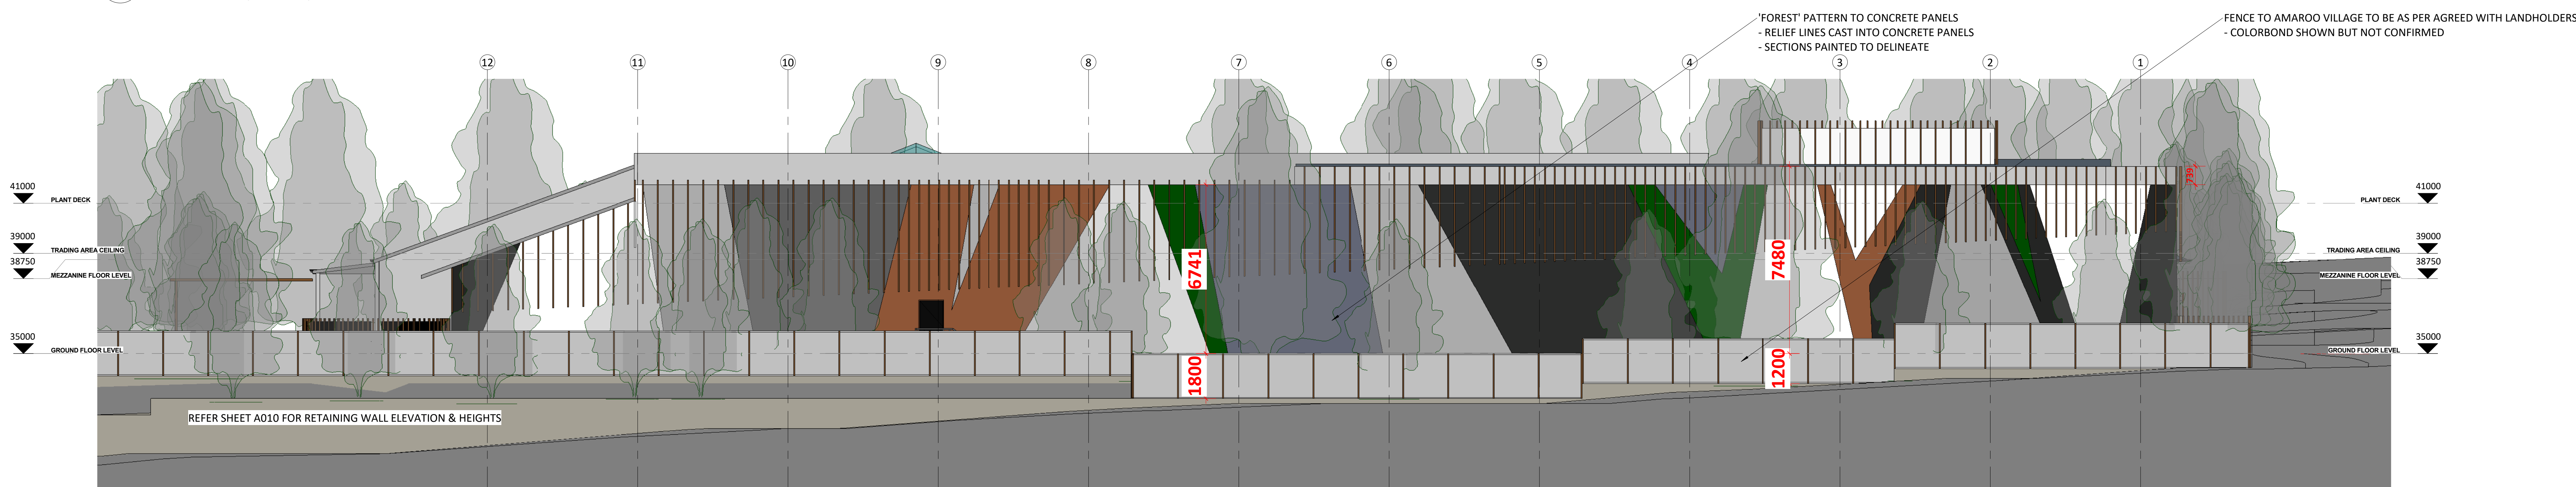 'FOREST' PATTERN TO CONCRETE PANELS
- RELIEF LINES CAST INTO CONCRETE PANELS
- SECTIONS PAINTED TO DELINEATE
FENCE TO AMAROO VILLAGE TO BE AS PER AGREED WITH LANDHOLDERS
- COLORBOND SHOWN BUT NOT CONFIRMED
12 11 10 9 8 7 6 5 4 3 2 1
41000
PLANT DECK
39000
TRADING AREA CEILING
38750
MEZZANINE FLOOR LEVEL
35000
GROUND FLOOR LEVEL
6741
1800
7480
1200
739
41000
PLANT DECK
39000
TRADING AREA CEILING
38750
MEZZANINE FLOOR LEVEL
35000
GROUND FLOOR LEVEL
REFER SHEET A010 FOR RETAINING WALL ELEVATION & HEIGHTS